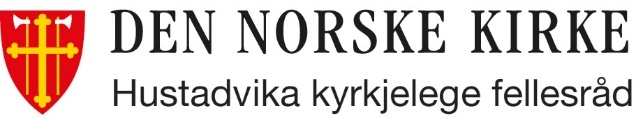 DEN NORSKE KIRKE
Hustadvika kyrkjelege fellesråd